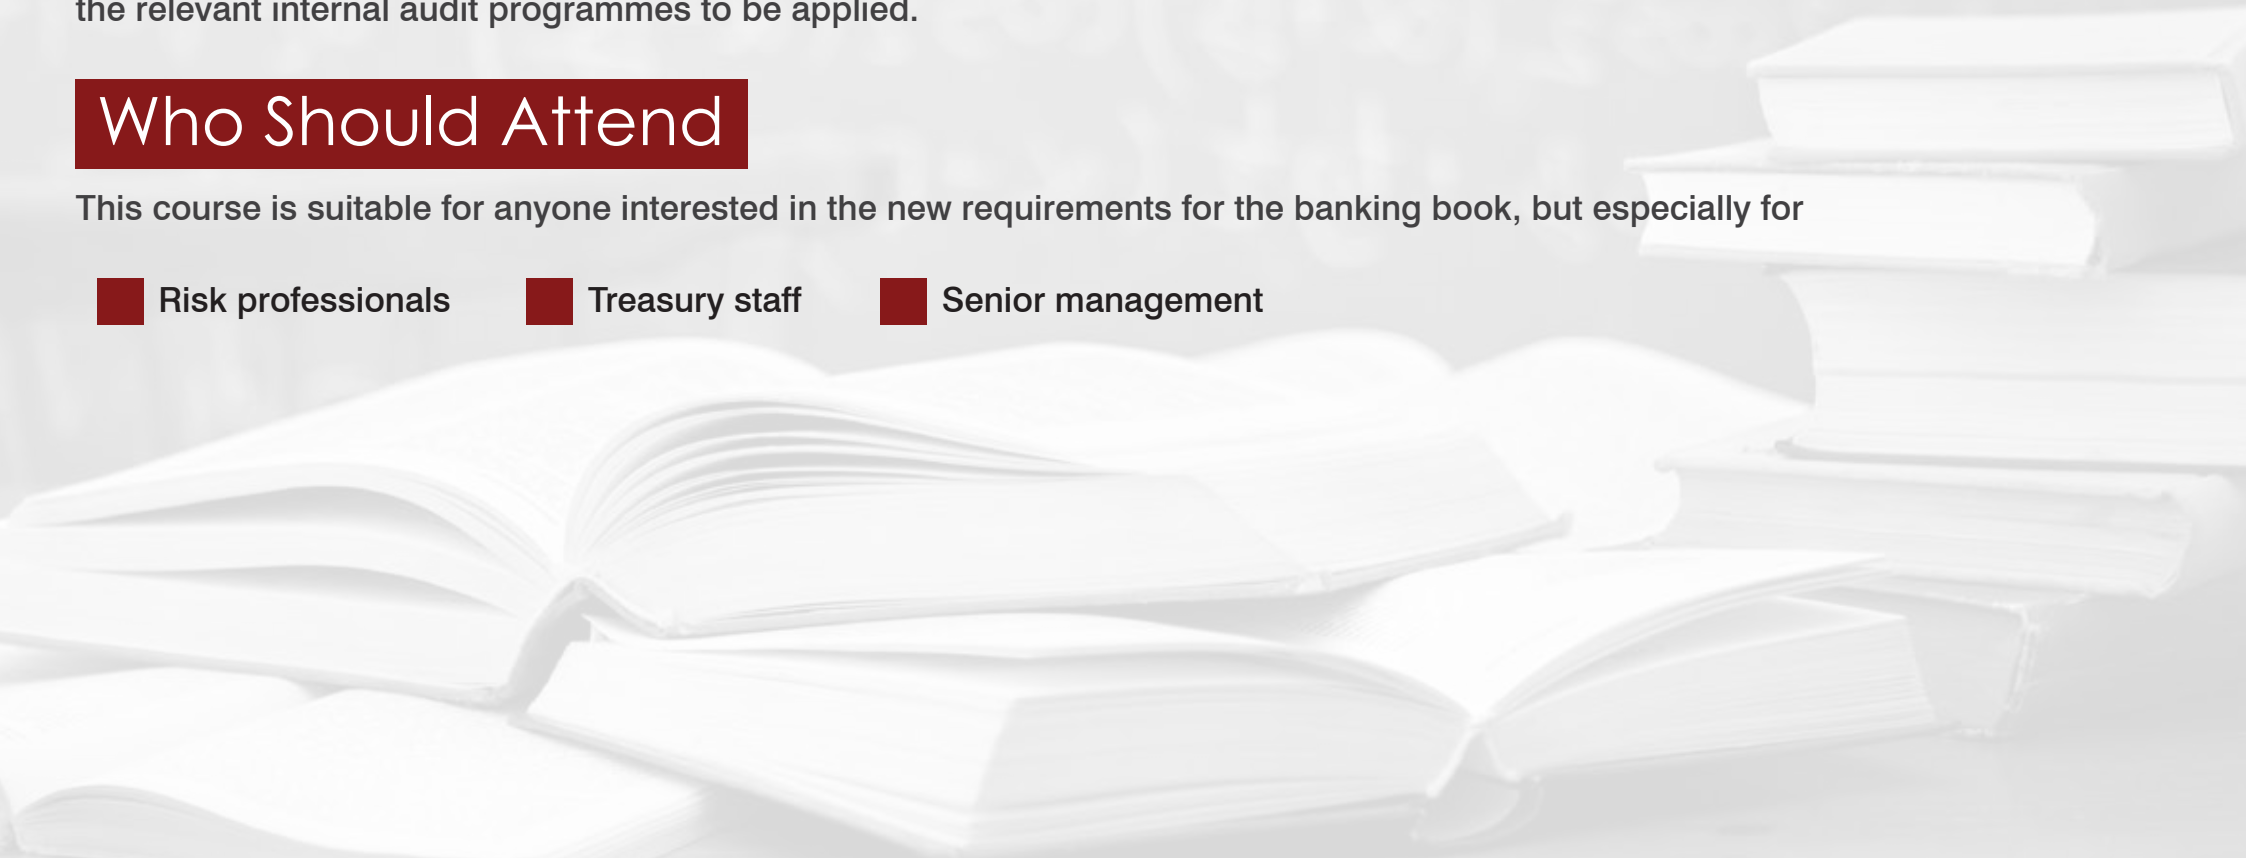 the relevant internal audit programmes to be applied.
Who Should Attend
This course is suitable for anyone interested in the new requirements for the banking book, but especially for
Risk professionals Treasury staff Senior management